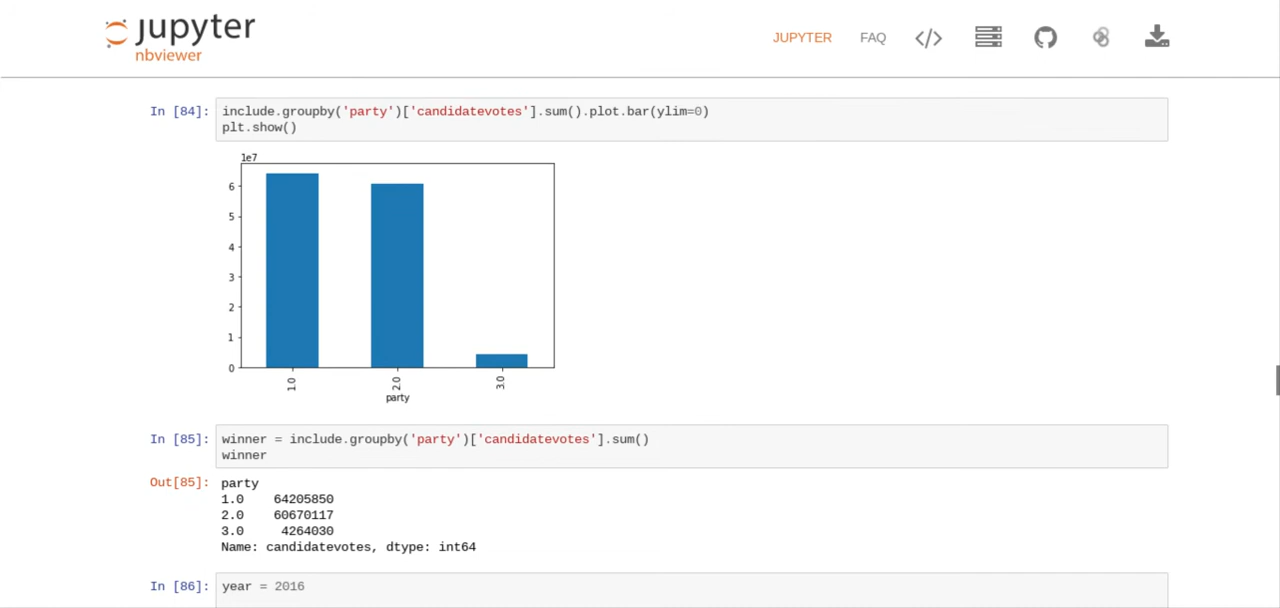 jupyter
nbviewer
JUPYTER FAQ
In [84]: include.groupby('party')['candidatevotes'].sum().plot.bar(ylim=0)
plt.show()
1e7
6
5
4
3
2
1
0
1.0 2.0 3.0
party
In [85]: winner = include.groupby('party')['candidatevotes'].sum()
winner
Out[85]: party
1.0    64205850
2.0    60670117
3.0     4264030
Name: candidatevotes, dtype: int64
In [86]: year = 2016